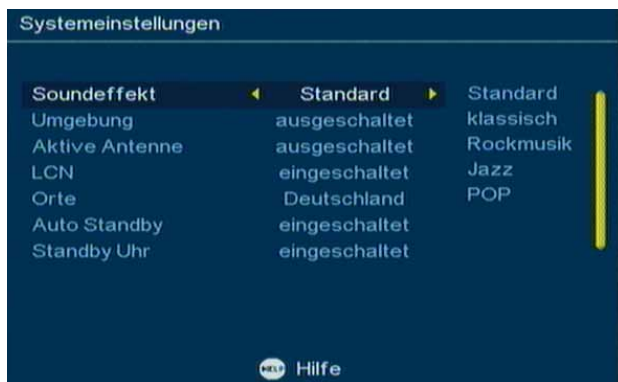 Systemeinstellungen
Soundeffekt Standard Standard
Umgebung ausgeschaltet klassisch
Aktive Antenne ausgeschaltet Rockmusik
LCN eingeschaltet Jazz
Orte Deutschland POP
Auto Standby eingeschaltet
Standby Uhr eingeschaltet
HELP Hilfe